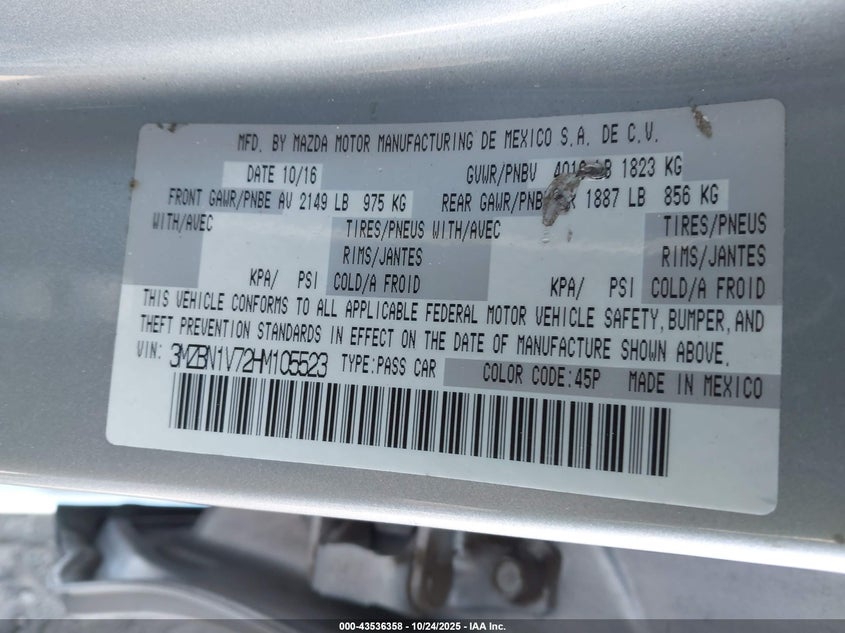 MFD. BY MAZDA MOTOR MANUFACTURING DE MEXICO S.A. DE C.V.
DATE 10/16 GVWR/PNBV LB 1823 KG
FRONT GAWR/PNBE AV 2149 LB 975 KG REAR GAWR/PNBE 1887 LB 856 KG
WITH/AVEC TIRES/PNEUS WITH/AVEC TIRES/PNEUS
RIMS/JANTES RIMS/JANTES
KPA/ PSI COLD/A FROID KPA/ PSI COLD/A FROID
THIS VEHICLE CONFORMS TO ALL APPLICABLE FEDERAL MOTOR VEHICLE SAFETY, BUMPER, AND
THEFT PREVENTION STANDARDS IN EFFECT ON THE DATE OF MANUFACTURE SHOWN ABOVE.
VIN: 3MZBN1V72HM105523 TYPE:PASS CAR COLOR CODE:45P MADE IN MEXICO
000-43536358 - 10/24/2025 - IAA Inc.